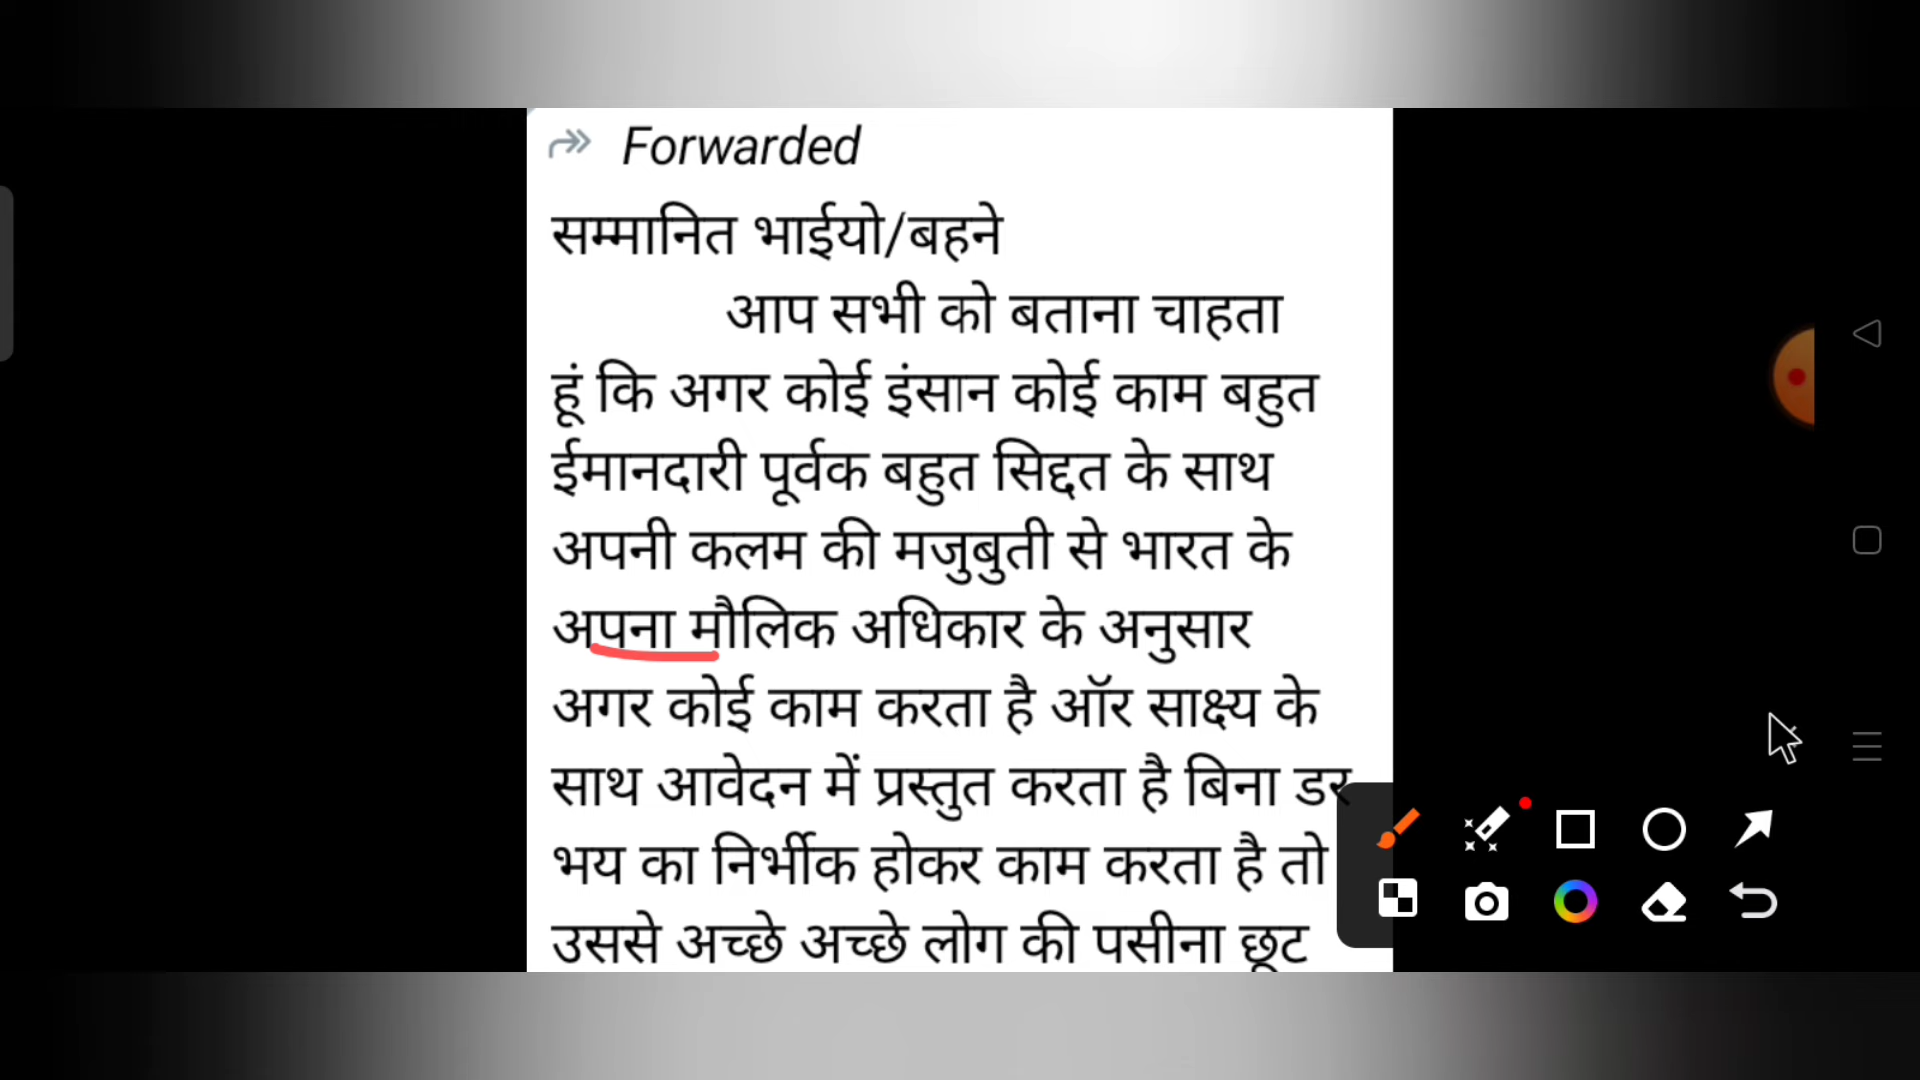 Forwarded
सम्मानित भाईयो/बहने
आप सभी को बताना चाहता
हूं कि अगर कोई इंसान कोई काम बहुत
ईमानदारी पूर्वक बहुत सिद्दत के साथ
अपनी कलम की मजुबुती से भारत के
अपना मौलिक अधिकार के अनुसार
अगर कोई काम करता है ऑर साक्ष्य के
साथ आवेदन में प्रस्तुत करता है बिना डर
भय का निर्भीक होकर काम करता है तो
उससे अच्छे अच्छे लोग की पसीना छूट